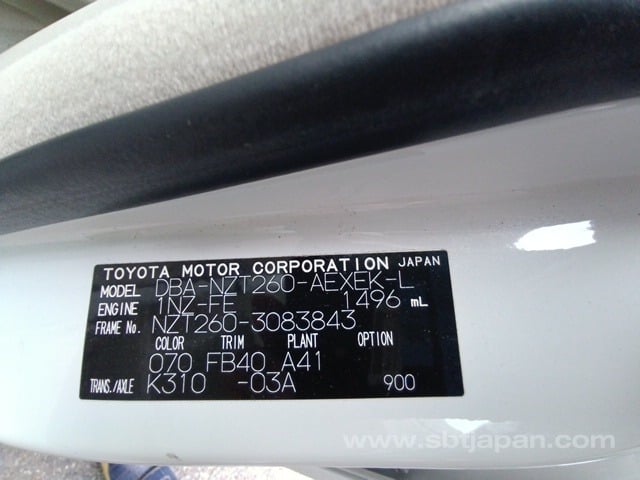 TOYOTA MOTOR CORPORATION JAPAN
MODEL DBA-NZT260-AEXEK-L
ENGINE 1NZ-FE 1496 mL
FRAME No. NZT260-3083843
COLOR TRIM PLANT OPTION
070 FB40 A41
TRANS./AXLE K310 -03A 900
www.sbtjapan.com